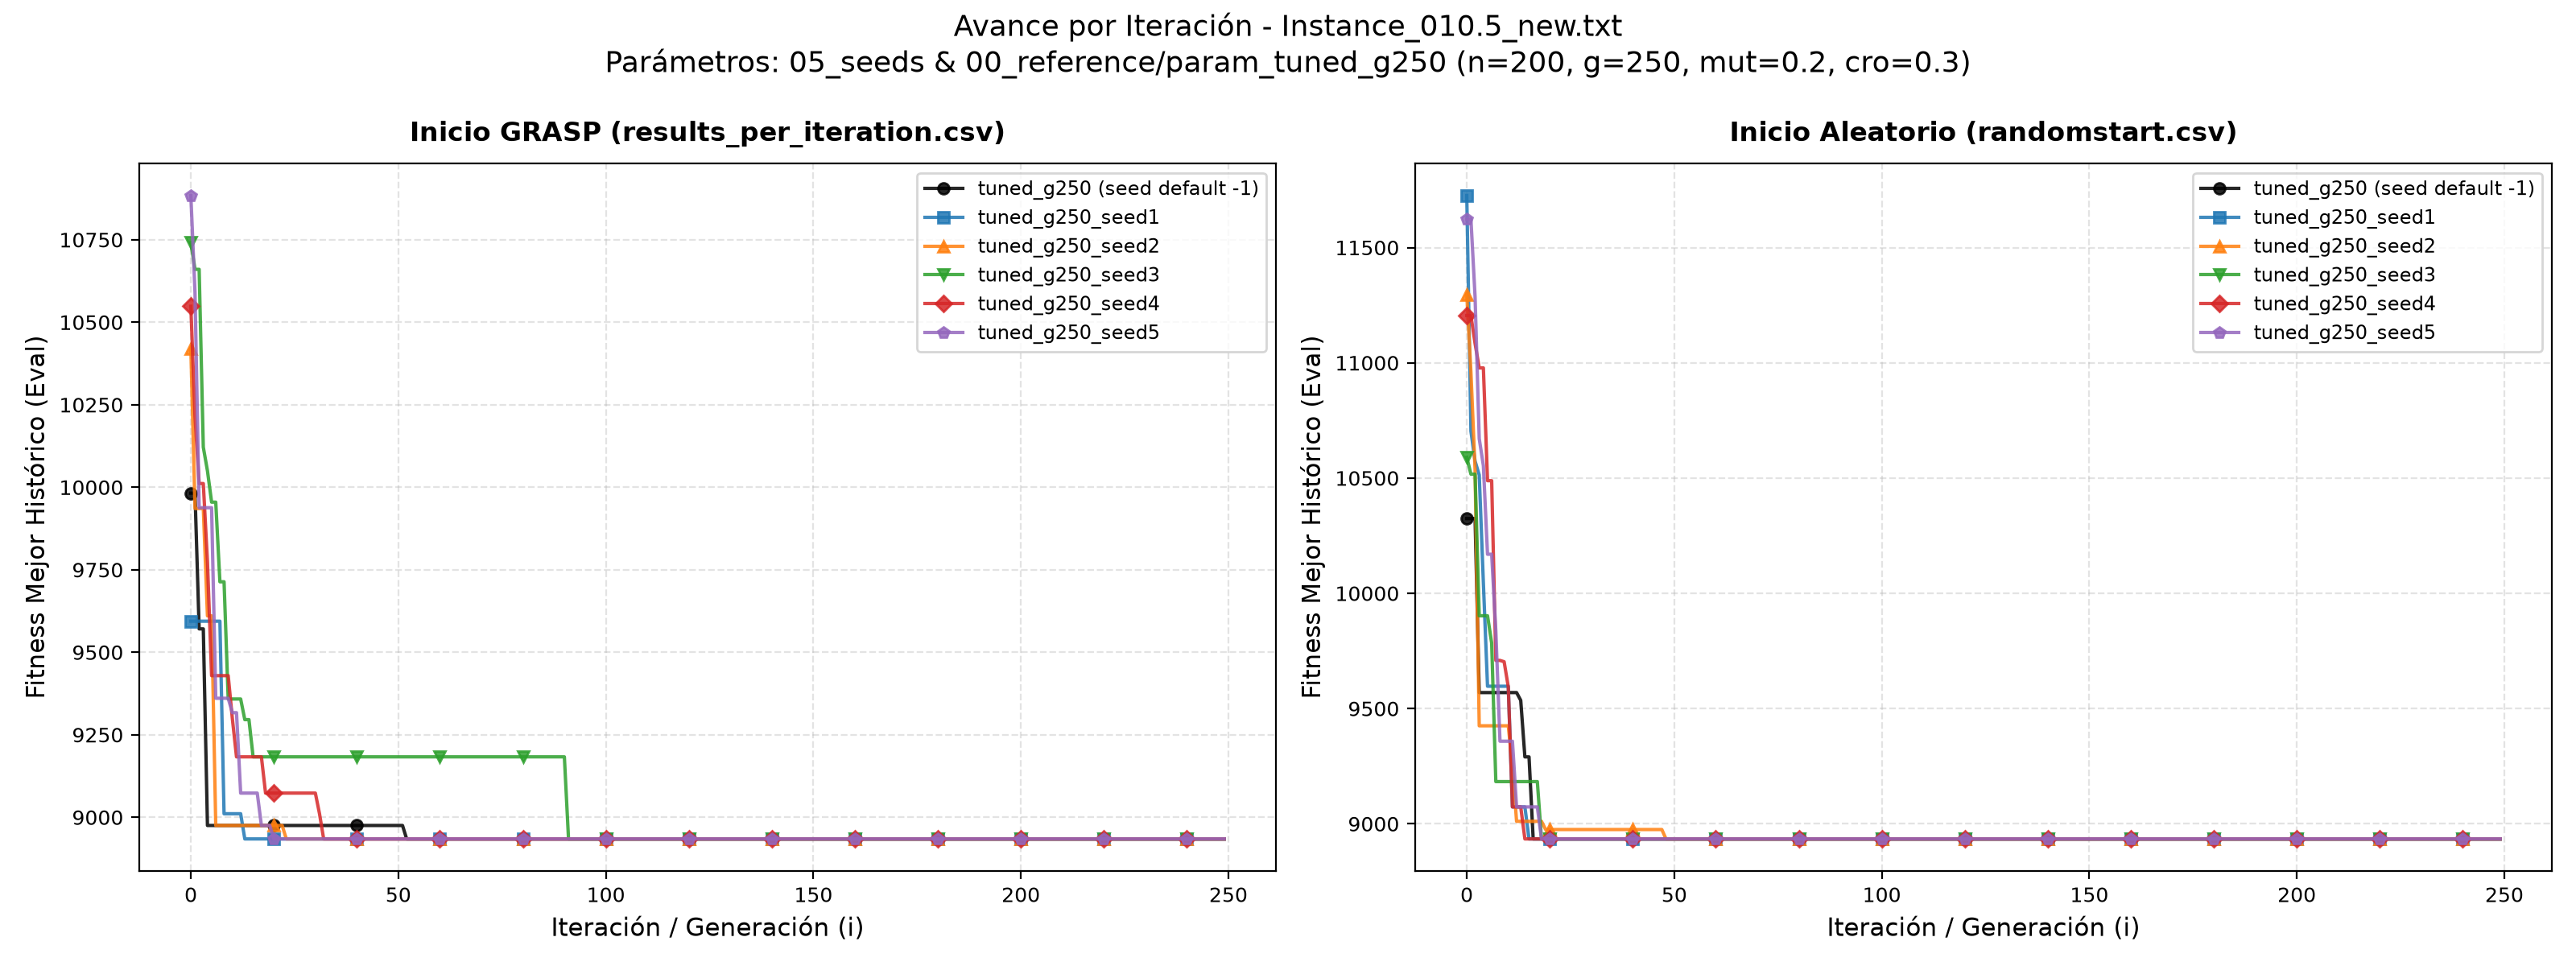 Avance por Iteración - Instance_010.5_new.txt
Parámetros: 05_seeds & 00_reference/param_tuned_g250 (n=200, g=250, mut=0.2, cro=0.3)
Inicio GRASP (results_per_iteration.csv)
Fitness Mejor Histórico (Eval)
10750
10500
10250
10000
9750
9500
9250
9000
tuned_g250 (seed default -1)
tuned_g250_seed1
tuned_g250_seed2
tuned_g250_seed3
tuned_g250_seed4
tuned_g250_seed5
0
50
100
150
200
250
Iteración / Generación (i)
Inicio Aleatorio (randomstart.csv)
Fitness Mejor Histórico (Eval)
11500
11000
10500
10000
9500
9000
tuned_g250 (seed default -1)
tuned_g250_seed1
tuned_g250_seed2
tuned_g250_seed3
tuned_g250_seed4
tuned_g250_seed5
0
50
100
150
200
250
Iteración / Generación (i)